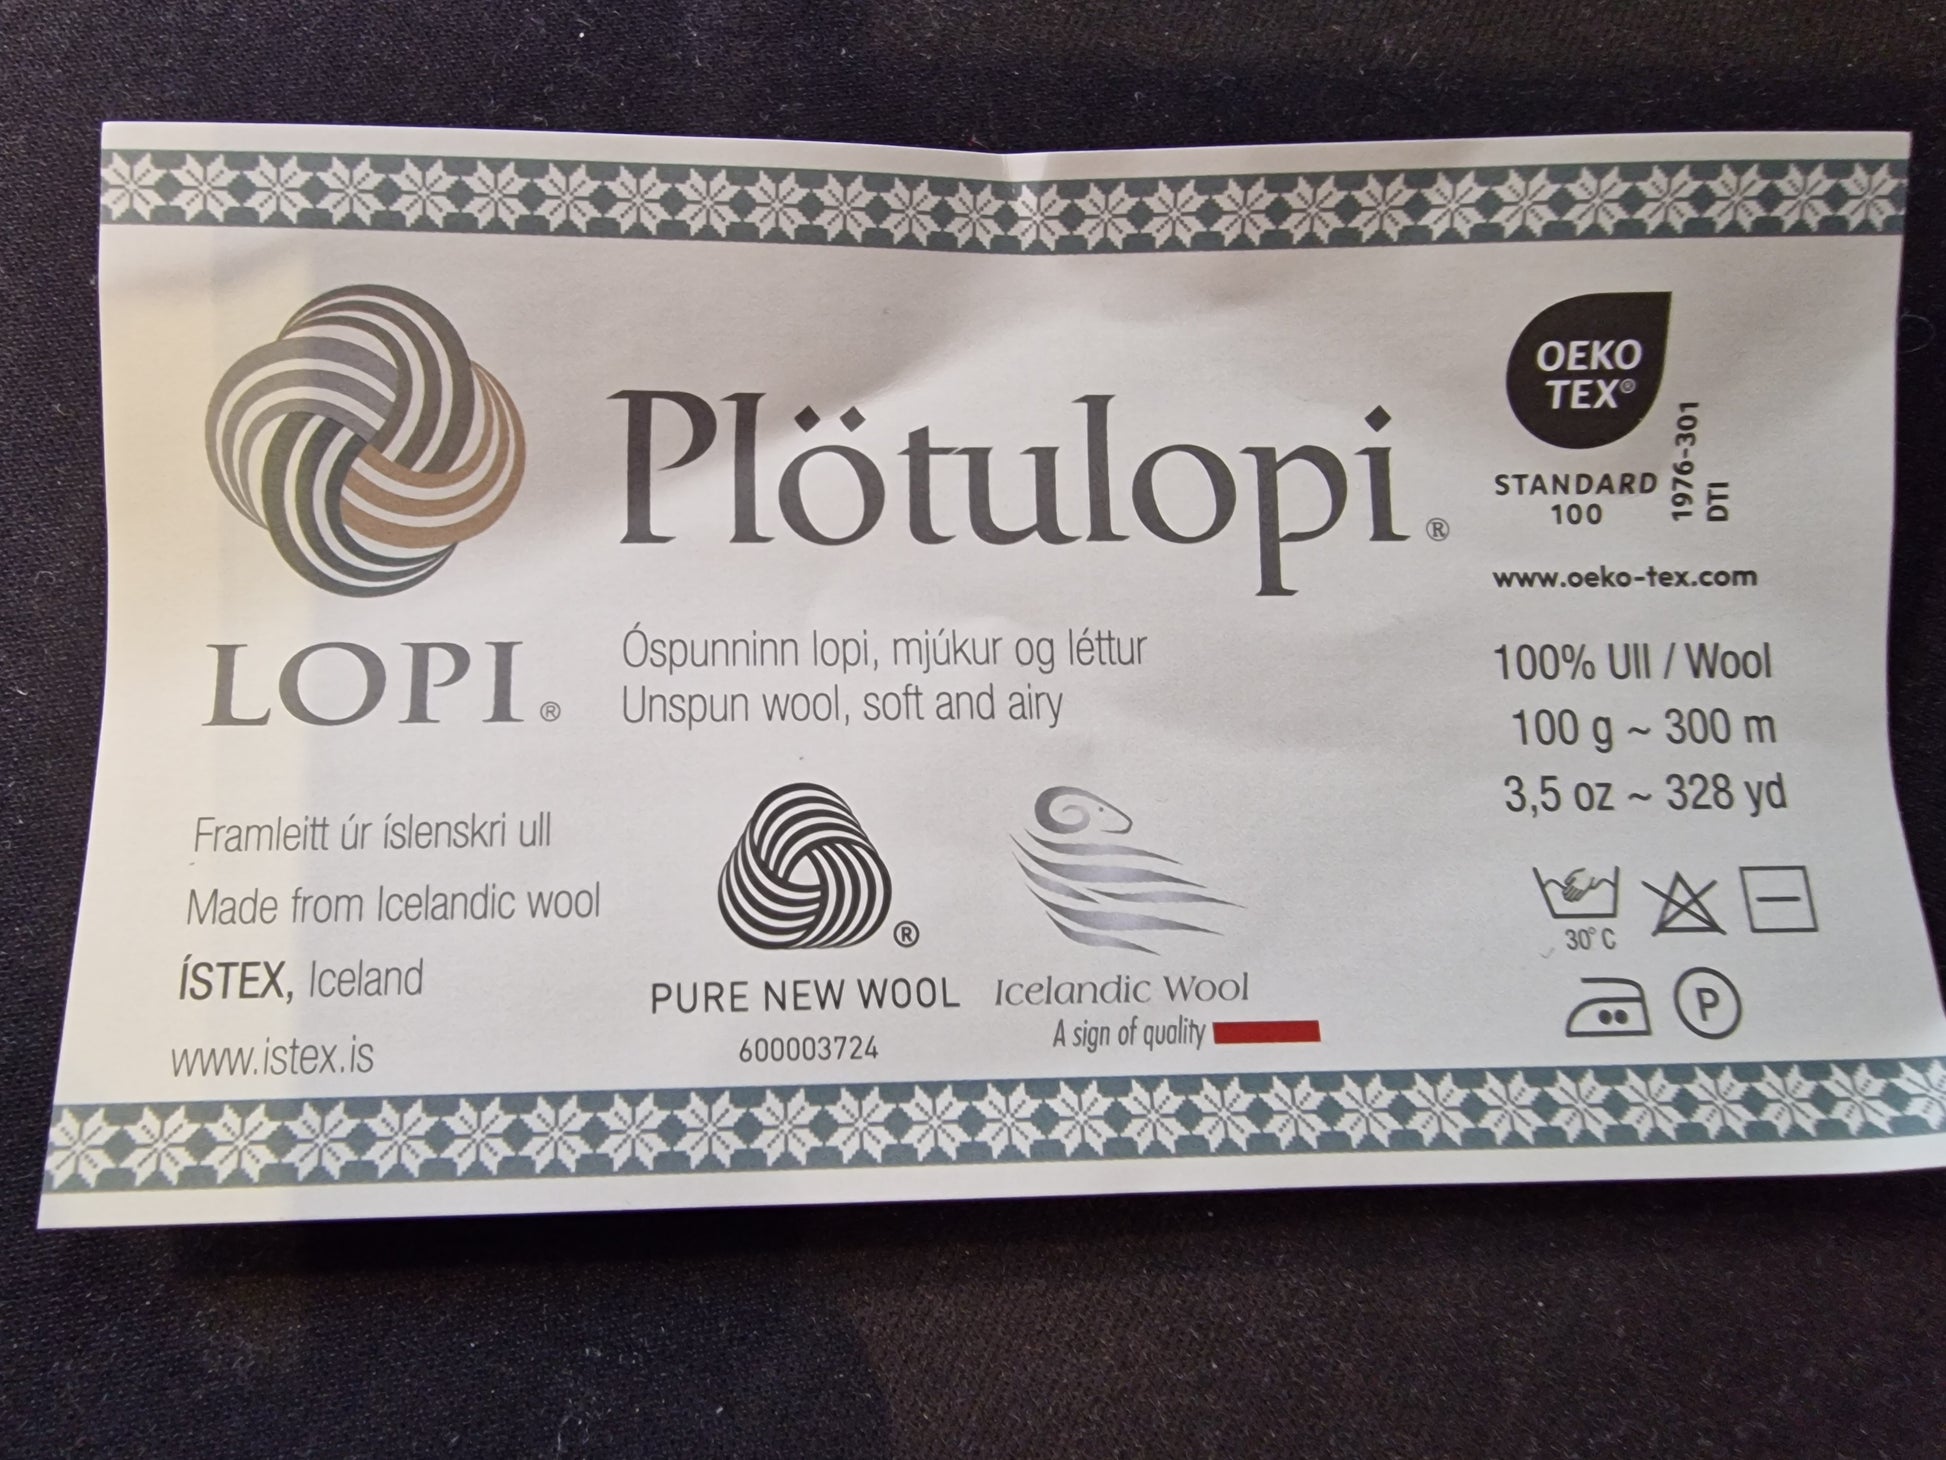 Plötulopi®
LOPI®
Óspunninn lopi, mjúkur og léttur
Unspun wool, soft and airy
Framleitt úr íslenskri ull
Made from Icelandic wool
ÍSTEX, Iceland
www.istex.is
®
PURE NEW WOOL
600003724
Icelandic Wool
A sign of quality
OEKO
TEX®
STANDARD
100
1976-301
DTI
www.oeko-tex.com
100% Ull / Wool
100 g ~ 300 m
3,5 oz ~ 328 yd
30°C
P